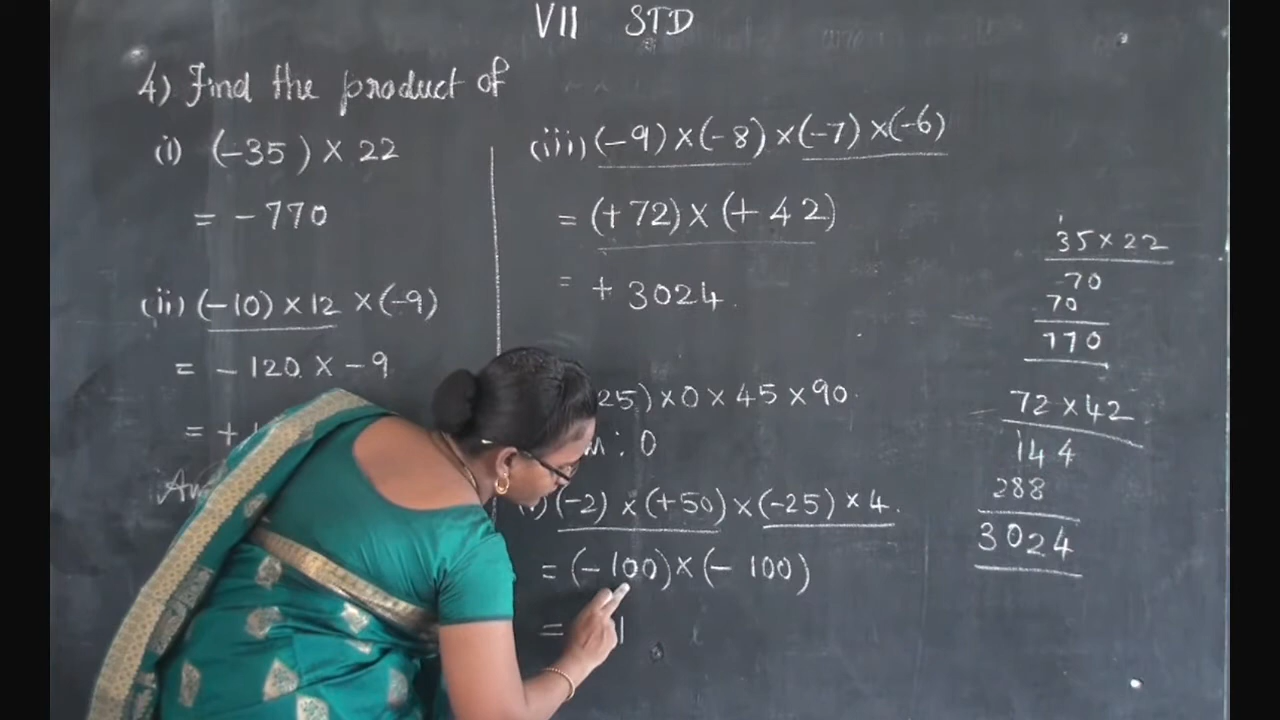 VII STD
4) Find the product of
(i) (-35) × 22
= - 770
(ii) (-10) × 12 × (-9)
= - 120 × - 9
= +
(iii) (-9) × (-8) × (-7) × (-6)
= (+ 72) × (+ 42)
= + 3024.
25) × 0 × 45 × 90.
: 0
(-2) × (+50) × (-25) × 4.
= (- 100) × (- 100)
= 1
35 × 22
70
70
770
72 × 42
144
288
3024